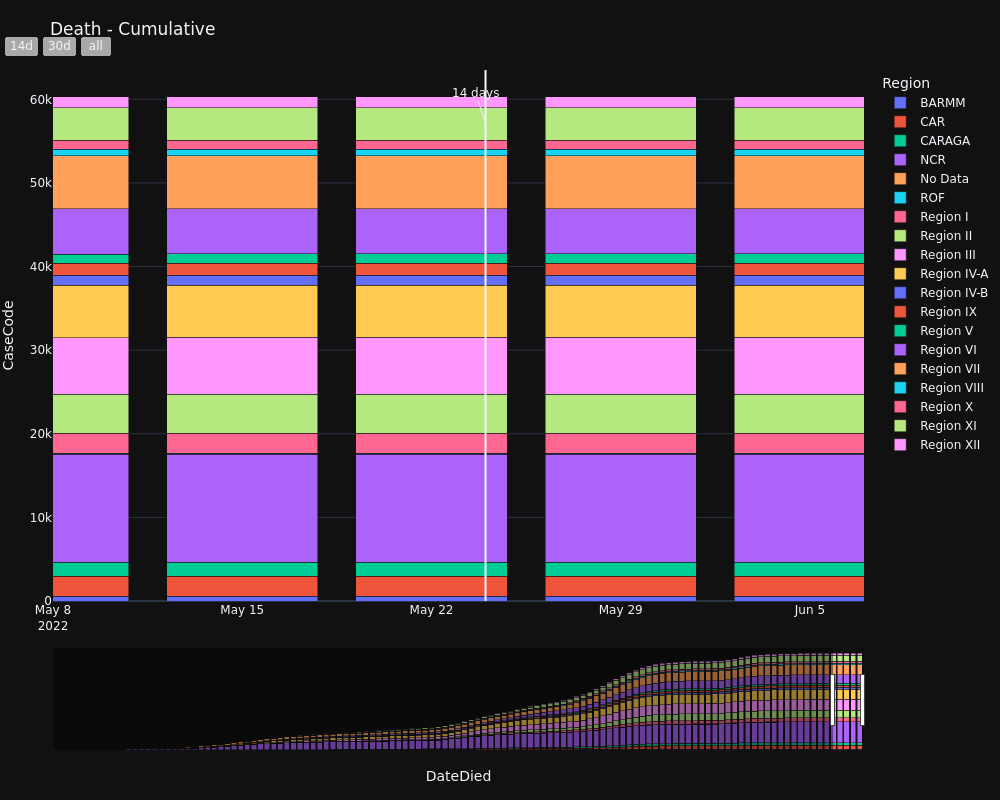 Death - Cumulative
14d
30d
all
14 days
60k
50k
40k
30k
20k
10k
0
CaseCode
May 8
2022
May 15
May 22
May 29
Jun 5
DateDied
Region
BARMM
CAR
CARAGA
NCR
No Data
ROF
Region I
Region II
Region III
Region IV-A
Region IV-B
Region IX
Region V
Region VI
Region VII
Region VIII
Region X
Region XI
Region XII